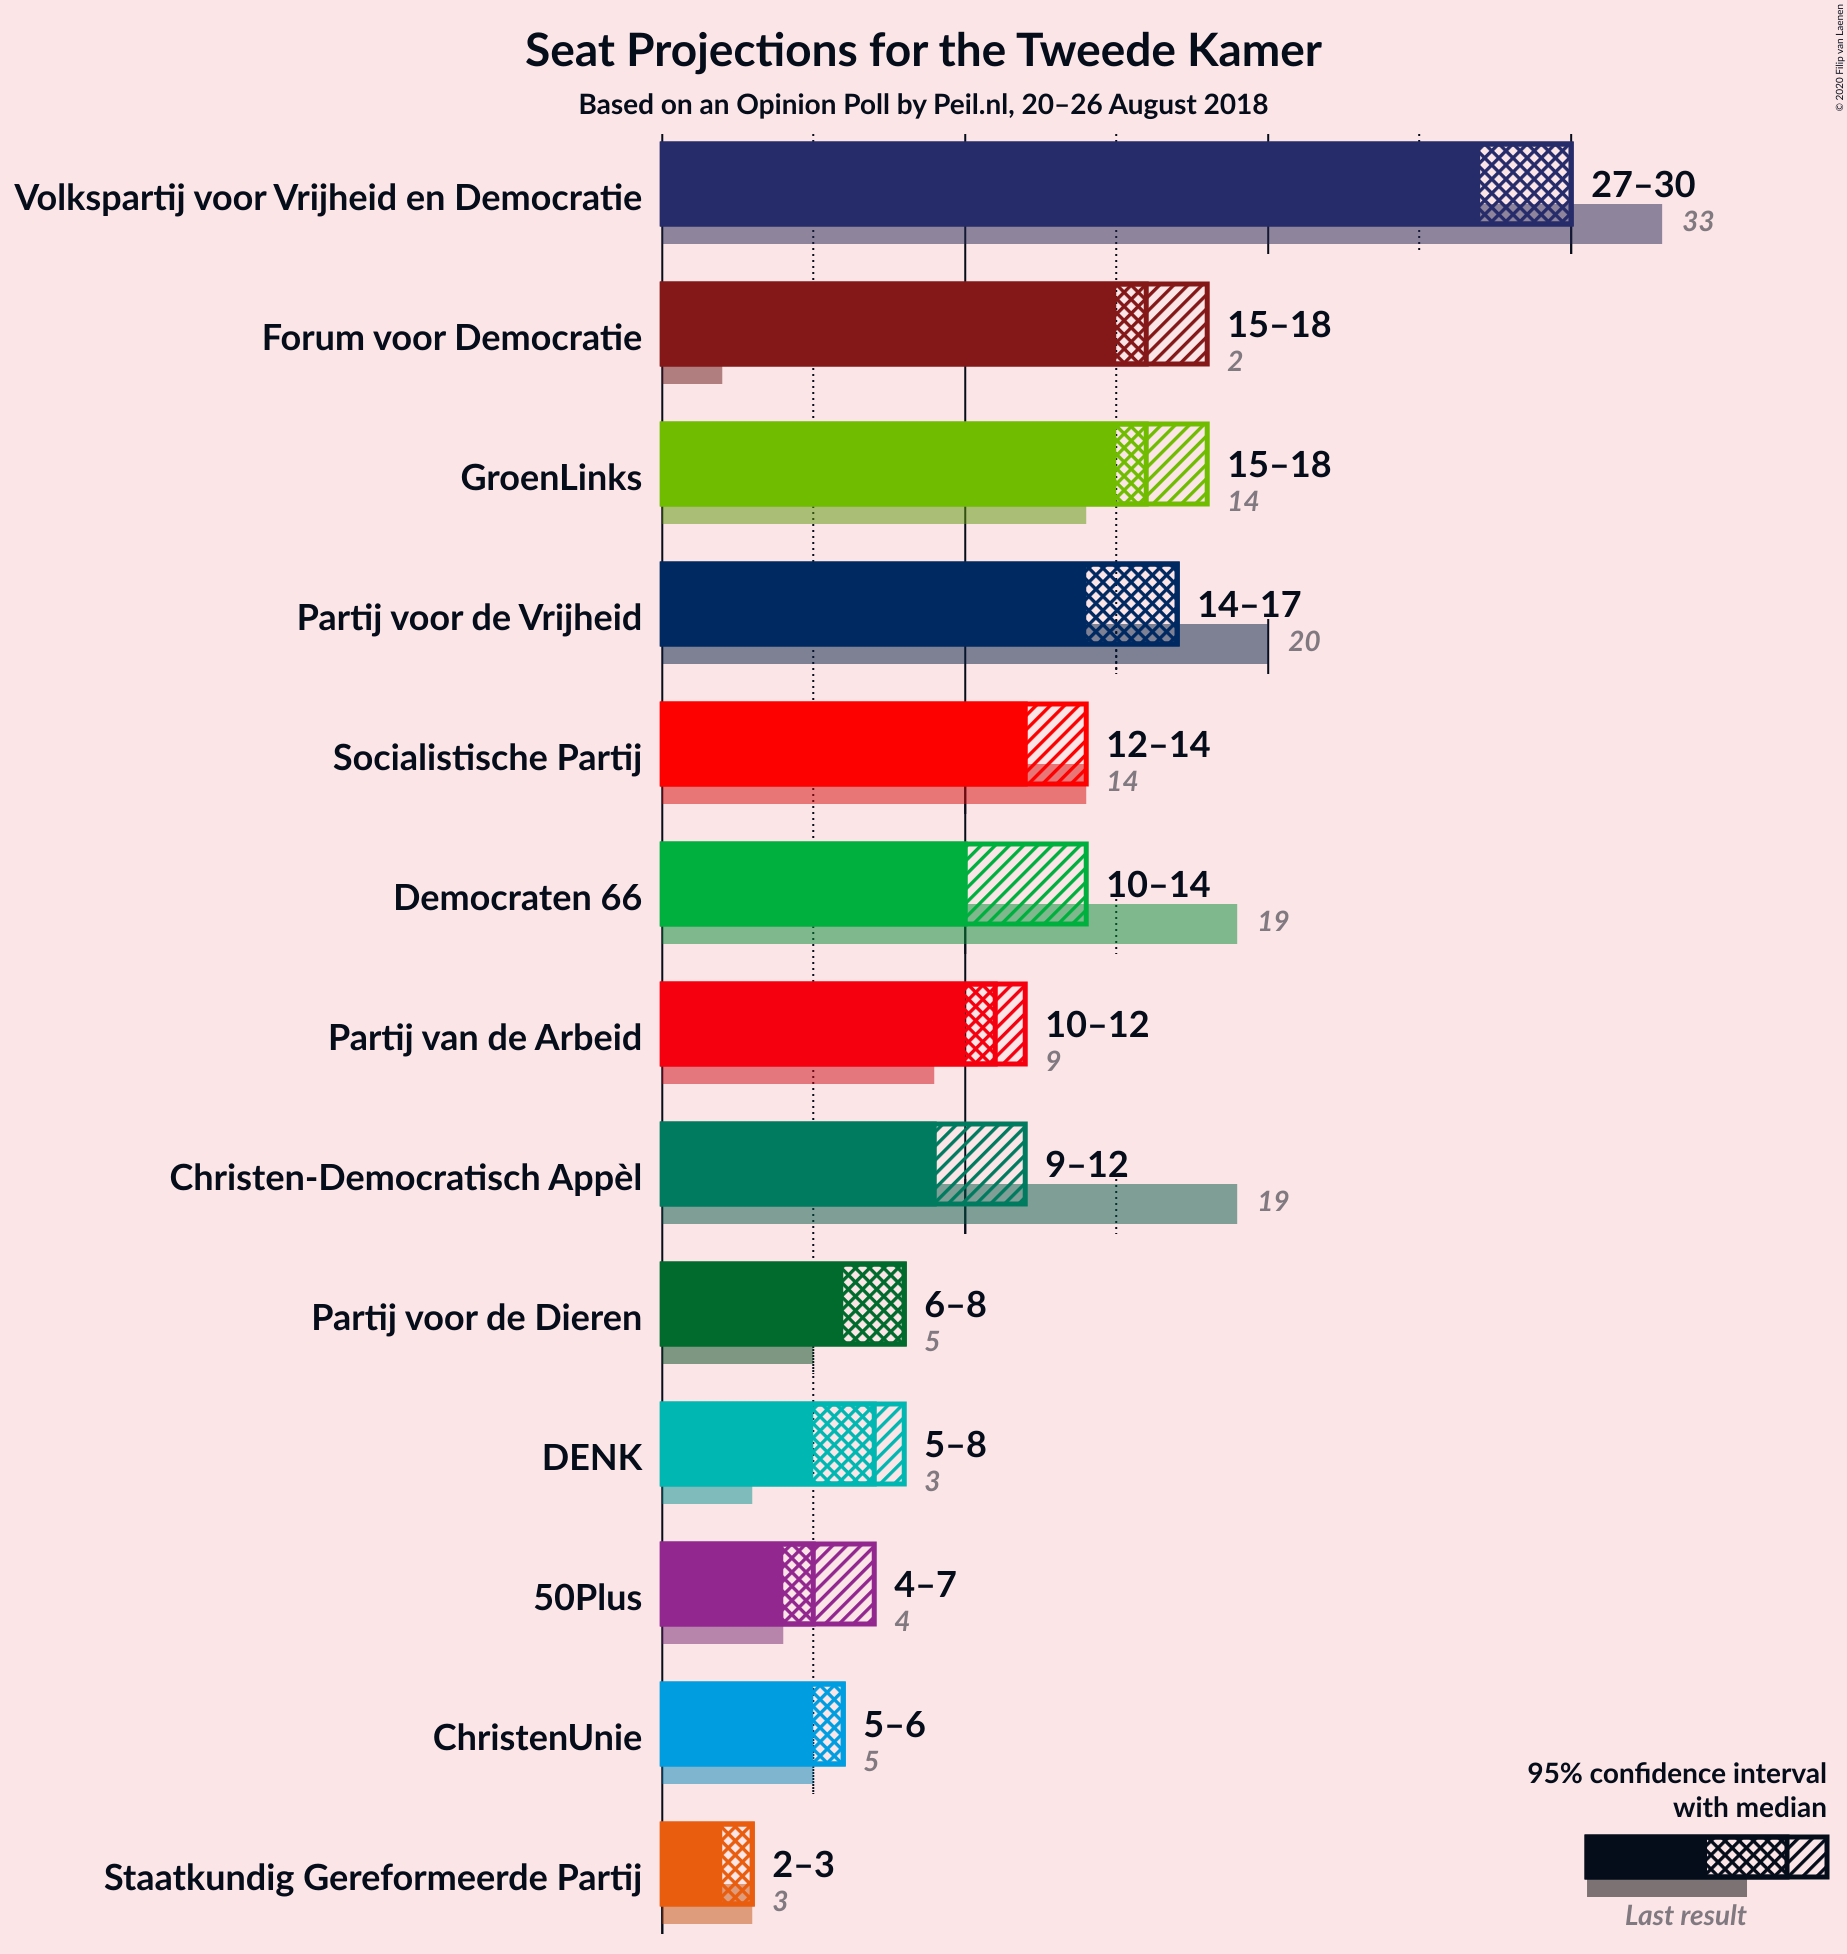 Seat Projections for the Tweede Kamer
Based on an Opinion Poll by Peil.nl, 20–26 August 2018
© 2020 Filip van Laenen
Volkspartij voor Vrijheid en Democratie
27–30
33
Forum voor Democratie
15–18
2
GroenLinks
15–18
14
Partij voor de Vrijheid
14–17
20
Socialistische Partij
12–14
14
Democraten 66
10–14
19
Partij van de Arbeid
10–12
9
Christen-Democratisch Appèl
9–12
19
Partij voor de Dieren
6–8
5
DENK
5–8
3
50Plus
4–7
4
ChristenUnie
5–6
5
Staatkundig Gereformeerde Partij
2–3
3
95% confidence interval
with median
Last result